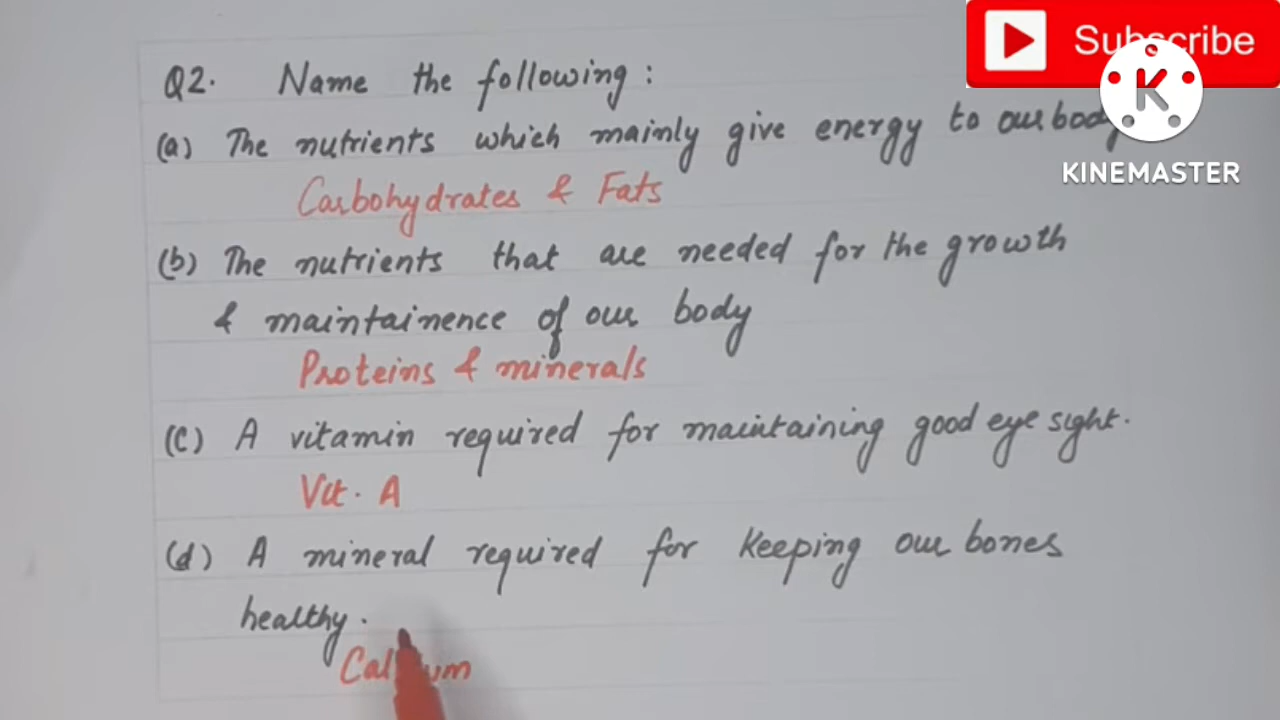 Subscribe
K
KINEMASTER
Q2. Name the following :
(a) The nutrients which mainly give energy to our body
Carbohydrates & Fats
(b) The nutrients that are needed for the growth
& maintainence of our body
Proteins & minerals
(c) A vitamin required for maintaining good eye sight.
Vit. A
(d) A mineral required for keeping our bones
healthy.
Calcium